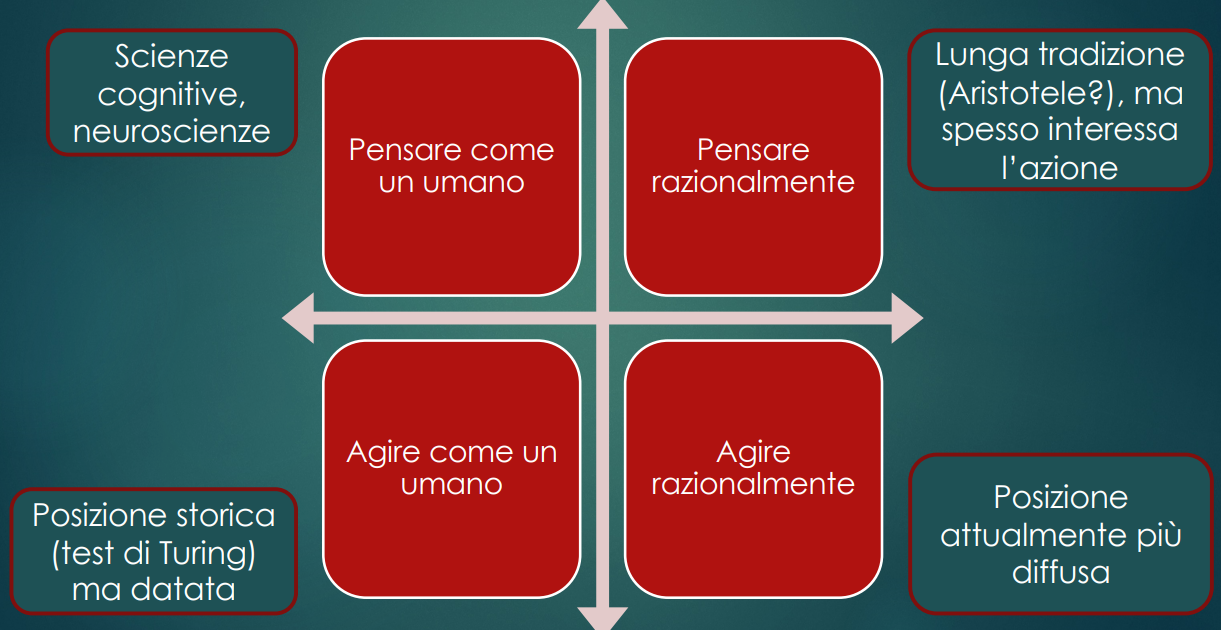 Scienze
cognitive,
neuroscienze
Pensare come
un umano
Pensare
razionalmente
Lunga tradizione
(Aristotele?), ma
spesso interessa
l’azione
Posizione storica
(test di Turing)
ma datata
Agire come un
umano
Agire
razionalmente
Posizione
attualmente più
diffusa